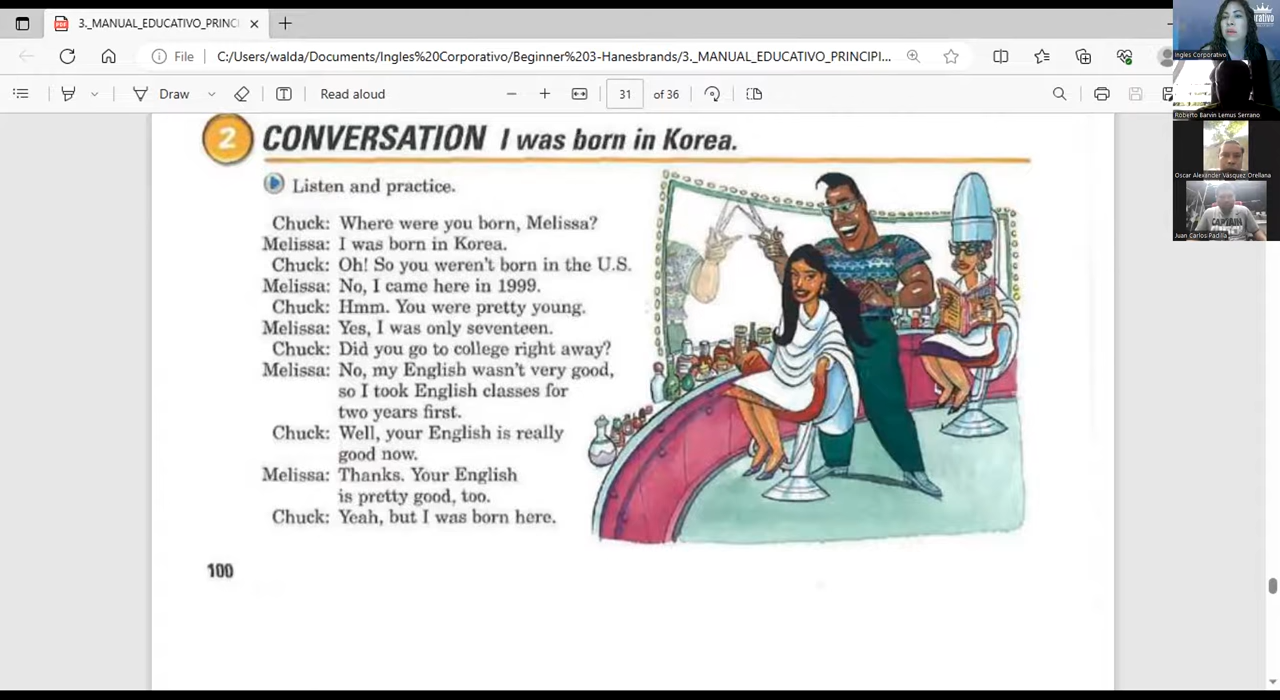 3._MANUAL_EDUCATIVO_PRINCI
File
C:/Users/walda/Documents/Ingles%20Corporativo/Beginner%203-Hanesbrands/3._MANUAL_EDUCATIVO_PRINCIPI...
Draw
Read aloud
31
of 36
Ingles Corporativo
Roberto Barvin Lemus Serrano
Oscar Alexander Vásquez Orellana
Juan Carlos Padilla
2
CONVERSATION I was born in Korea.
Listen and practice.
Chuck: Where were you born, Melissa?
Melissa: I was born in Korea.
Chuck: Oh! So you weren't born in the U.S.
Melissa: No, I came here in 1999.
Chuck: Hmm. You were pretty young.
Melissa: Yes, I was only seventeen.
Chuck: Did you go to college right away?
Melissa: No, my English wasn't very good,
so I took English classes for
two years first.
Chuck: Well, your English is really
good now.
Melissa: Thanks. Your English
is pretty good, too.
Chuck: Yeah, but I was born here.
100